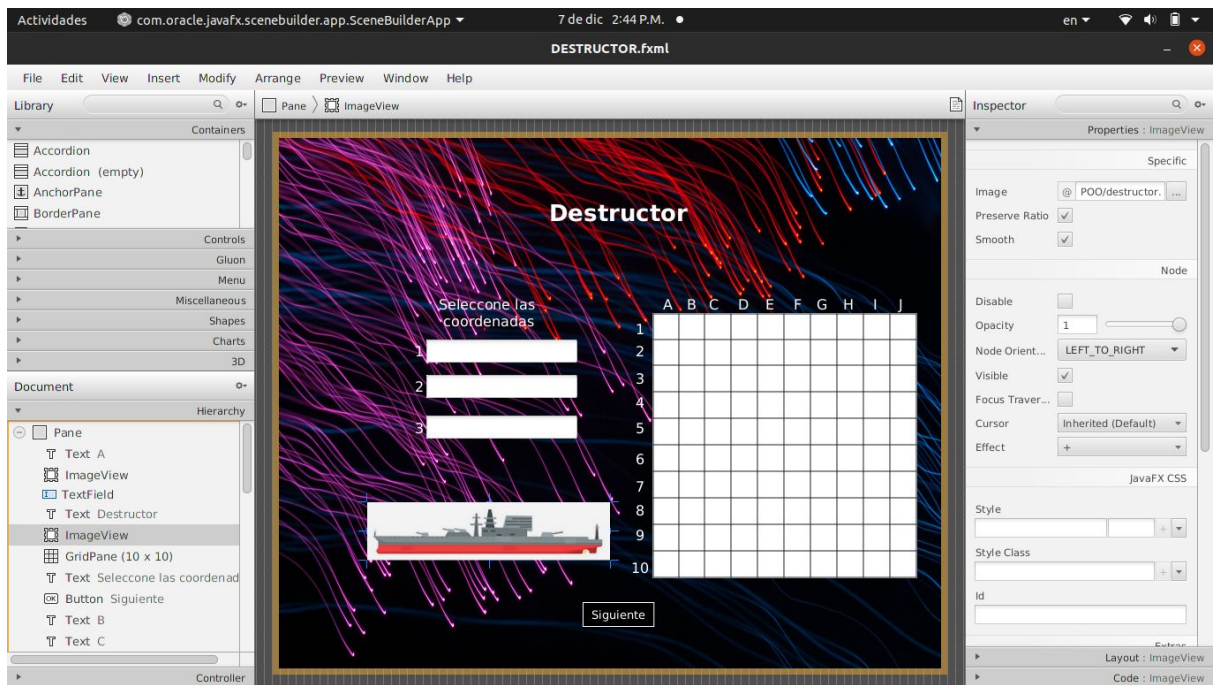 Actividades com.oracle.javafx.scenebuilder.app.SceneBuilderApp 7 de dic 2:44 P.M. en
DESTRUCTOR.fxml
File Edit View Insert Modify Arrange Preview Window Help
Library
Pane ImageView
Inspector
Containers
Accordion
Accordion (empty)
AnchorPane
BorderPane
Controls
Gluon
Menu
Miscellaneous
Shapes
Charts
3D
Document
Hierarchy
Pane
Text A
ImageView
TextField
Text Destructor
ImageView
GridPane (10 x 10)
Text Seleccone las coordenad
Button Siguiente
Text B
Text C
Controller
Destructor
Seleccone las
coordenadas
1
2
3
A B C D E F G H I J
1
2
3
4
5
6
7
8
9
10
Siguiente
Properties : ImageView
Specific
Image @ POO/destructor. ...
Preserve Ratio
Smooth
Node
Disable
Opacity 1
Node Orient... LEFT_TO_RIGHT
Visible
Focus Traver...
Cursor Inherited (Default)
Effect +
JavaFX CSS
Style
+
Style Class
+
Id
Extras
Layout : ImageView
Code : ImageView